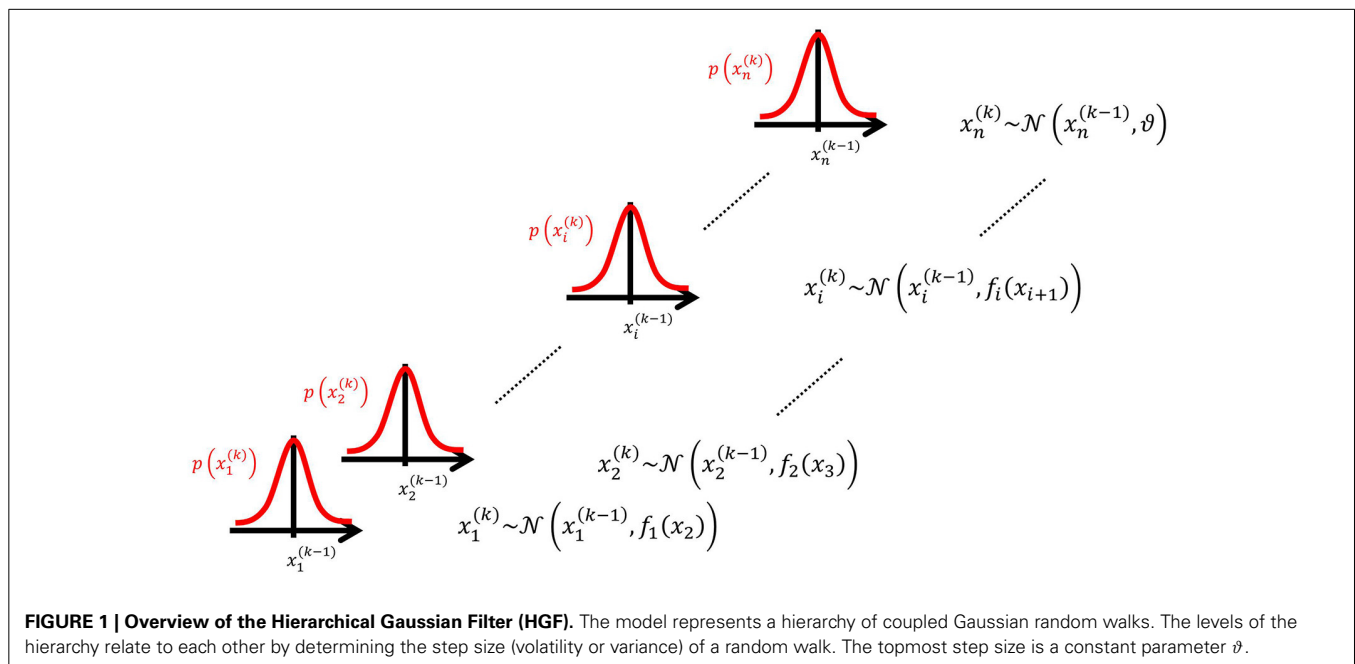 p(x_n^{(k)})
x_n^{(k-1)}
x_n^{(k)}~𝒩(x_n^{(k-1)}, ϑ)
p(x_i^{(k)})
x_i^{(k-1)}
x_i^{(k)}~𝒩(x_i^{(k-1)}, f_i(x_{i+1}))
p(x_2^{(k)})
x_2^{(k-1)}
x_2^{(k)}~𝒩(x_2^{(k-1)}, f_2(x_3))
p(x_1^{(k)})
x_1^{(k-1)}
x_1^{(k)}~𝒩(x_1^{(k-1)}, f_1(x_2))
FIGURE 1 | Overview of the Hierarchical Gaussian Filter (HGF). The model represents a hierarchy of coupled Gaussian random walks. The levels of the
hierarchy relate to each other by determining the step size (volatility or variance) of a random walk. The topmost step size is a constant parameter ϑ.